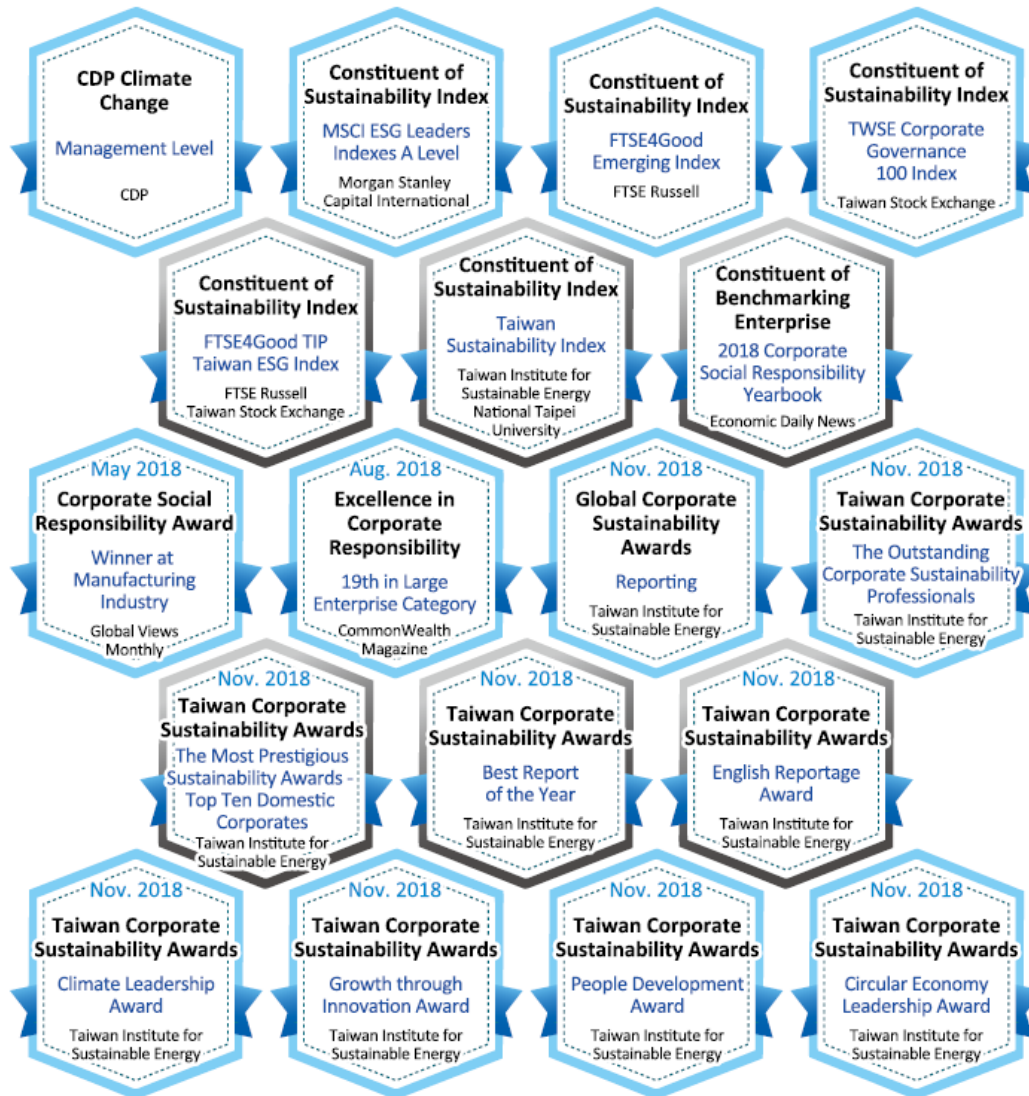 CDP Climate
Change
Management Level
CDP
Constituent of
Sustainability Index
MSCI ESG Leaders
Indexes A Level
Morgan Stanley
Capital International
Constituent of
Sustainability Index
FTSE4Good
Emerging Index
FTSE Russell
Constituent of
Sustainability Index
TWSE Corporate
Governance
100 Index
Taiwan Stock Exchange
Constituent of
Sustainability Index
FTSE4Good TIP
Taiwan ESG Index
FTSE Russell
Taiwan Stock Exchange
Constituent of
Sustainability Index
Taiwan
Sustainability Index
Taiwan Institute for
Sustainable Energy
National Taipei
University
Constituent of
Benchmarking
Enterprise
2018 Corporate
Social Responsibility
Yearbook
Economic Daily News
May 2018
Corporate Social
Responsibility Award
Winner at
Manufacturing
Industry
Global Views
Monthly
Aug. 2018
Excellence in
Corporate
Responsibility
19th in Large
Enterprise Category
CommonWealth
Magazine
Nov. 2018
Global Corporate
Sustainability
Awards
Reporting
Taiwan Institute for
Sustainable Energy
Nov. 2018
Taiwan Corporate
Sustainability Awards
The Outstanding
Corporate Sustainability
Professionals
Taiwan Institute for
Sustainable Energy
Nov. 2018
Taiwan Corporate
Sustainability Awards
The Most Prestigious
Sustainability Awards -
Top Ten Domestic
Corporates
Taiwan Institute for
Sustainable Energy
Nov. 2018
Taiwan Corporate
Sustainability Awards
Best Report
of the Year
Taiwan Institute for
Sustainable Energy
Nov. 2018
Taiwan Corporate
Sustainability Awards
English Reportage
Award
Taiwan Institute for
Sustainable Energy
Nov. 2018
Taiwan Corporate
Sustainability Awards
Climate Leadership
Award
Taiwan Institute for
Sustainable Energy
Nov. 2018
Taiwan Corporate
Sustainability Awards
Growth through
Innovation Award
Taiwan Institute for
Sustainable Energy
Nov. 2018
Taiwan Corporate
Sustainability Awards
People Development
Award
Taiwan Institute for
Sustainable Energy
Nov. 2018
Taiwan Corporate
Sustainability Awards
Circular Economy
Leadership Award
Taiwan Institute for
Sustainable Energy